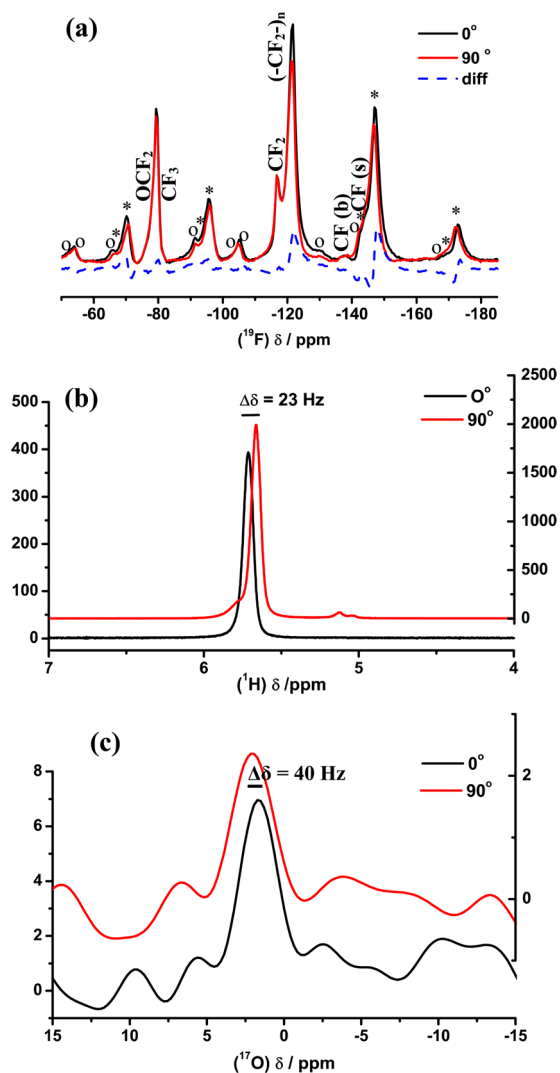 (a)
0°
90 °
diff
(-CF₂-)ₙ
OCF₂
CF₃
CF₂
CF (b)
CF (s)
o o o * * o * o o o o * * o * *
-60 -80 -100 -120 -140 -160 -180
(¹⁹F) δ / ppm
(b)
Δδ = 23 Hz
O°
90°
500
400
300
200
100
0
2500
2000
1500
1000
500
0
7 6 5 4
(¹H) δ /ppm
(c)
Δδ = 40 Hz
0°
90°
8
6
4
2
0
2
0
15 10 5 0 -5 -10 -15
(¹⁷O) δ / ppm